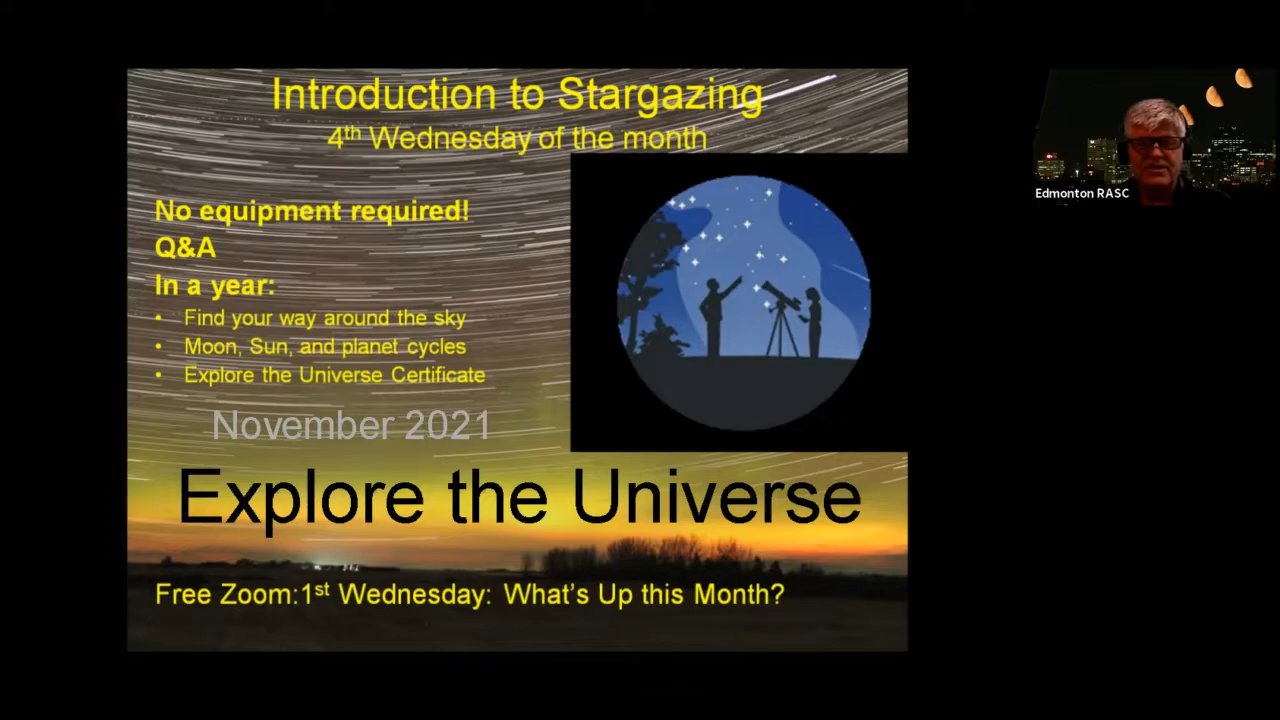 Introduction to Stargazing
4th Wednesday of the month
No equipment required!
Q&A
In a year:
• Find your way around the sky
• Moon, Sun, and planet cycles
• Explore the Universe Certificate
November 2021
Explore the Universe
Free Zoom:1st Wednesday: What's Up this Month?
Edmonton RASC